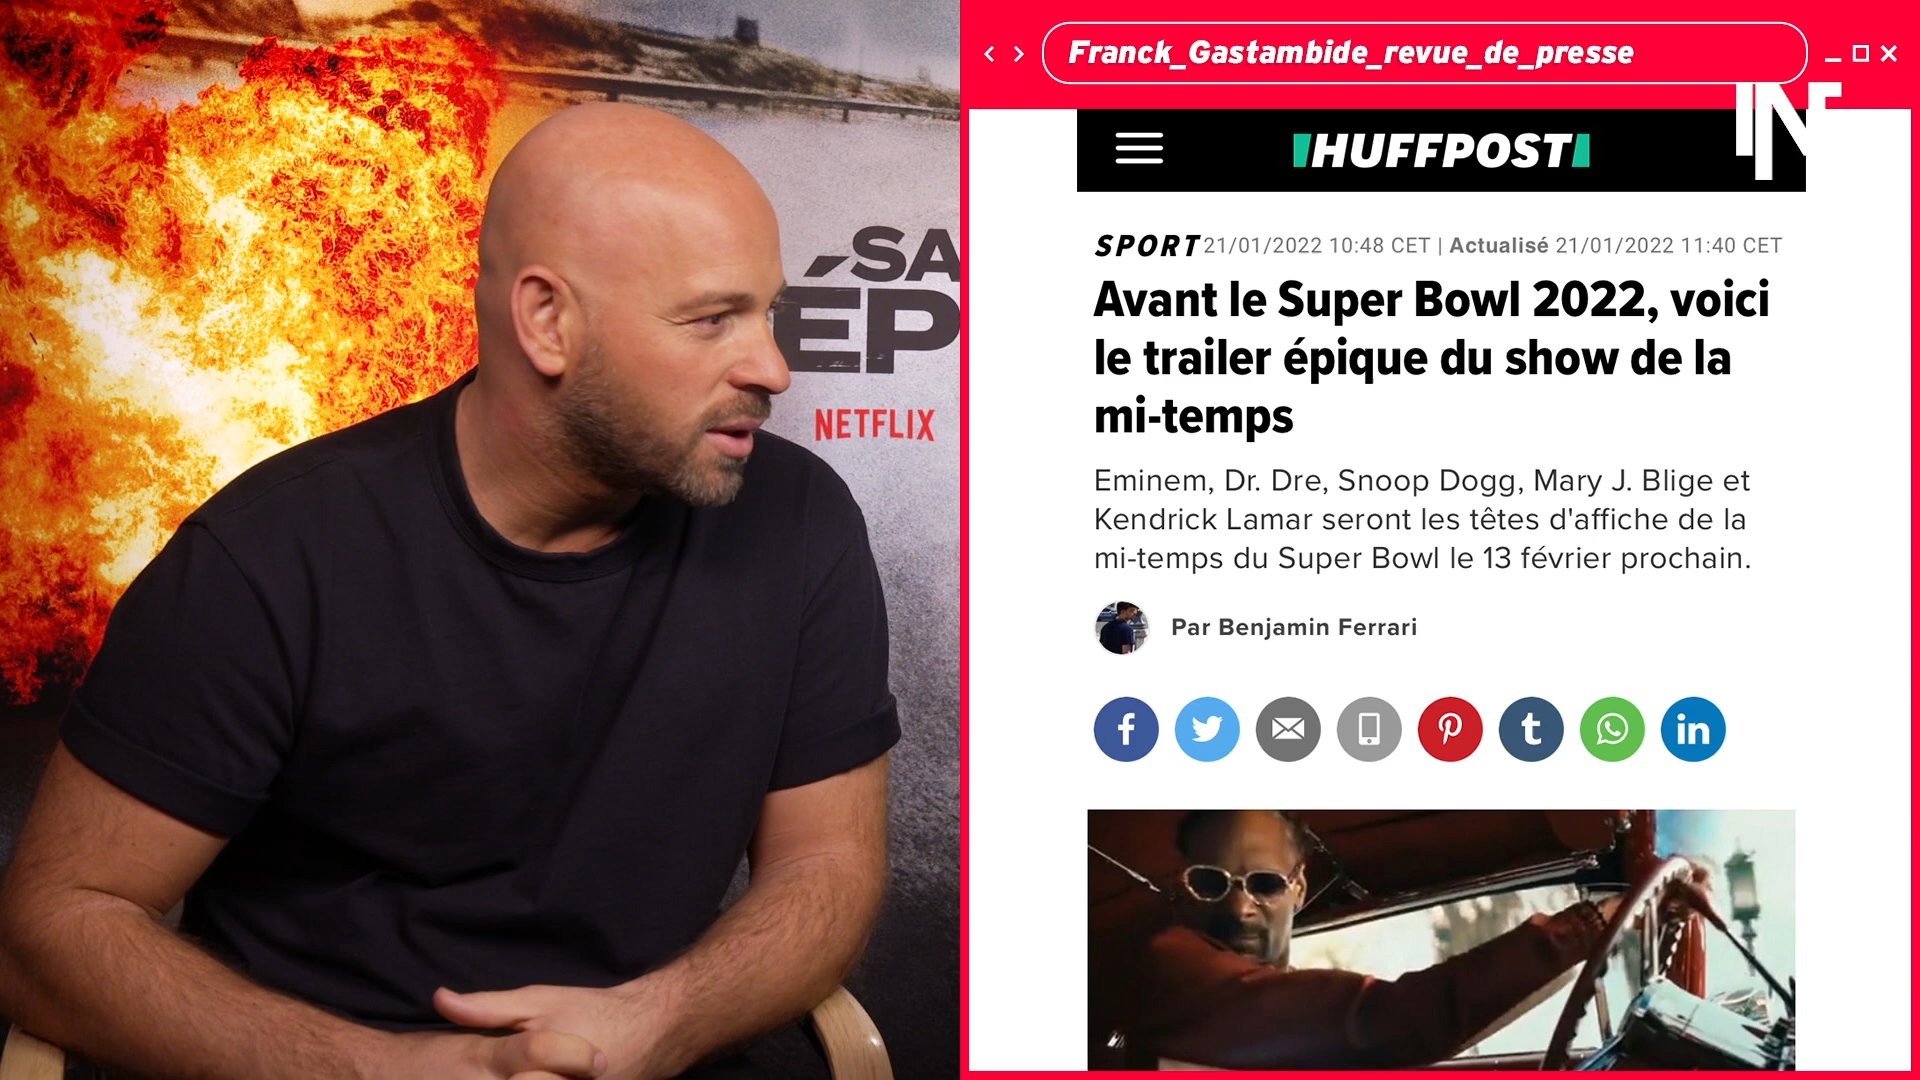 SA
ÉP
NETFLIX
Franck_Gastambide_revue_de_presse
IN
HUFFPOST
SPORT 21/01/2022 10:48 CET | Actualisé 21/01/2022 11:40 CET
Avant le Super Bowl 2022, voici
le trailer épique du show de la
mi-temps
Eminem, Dr. Dre, Snoop Dogg, Mary J. Blige et
Kendrick Lamar seront les têtes d'affiche de la
mi-temps du Super Bowl le 13 février prochain.
Par Benjamin Ferrari